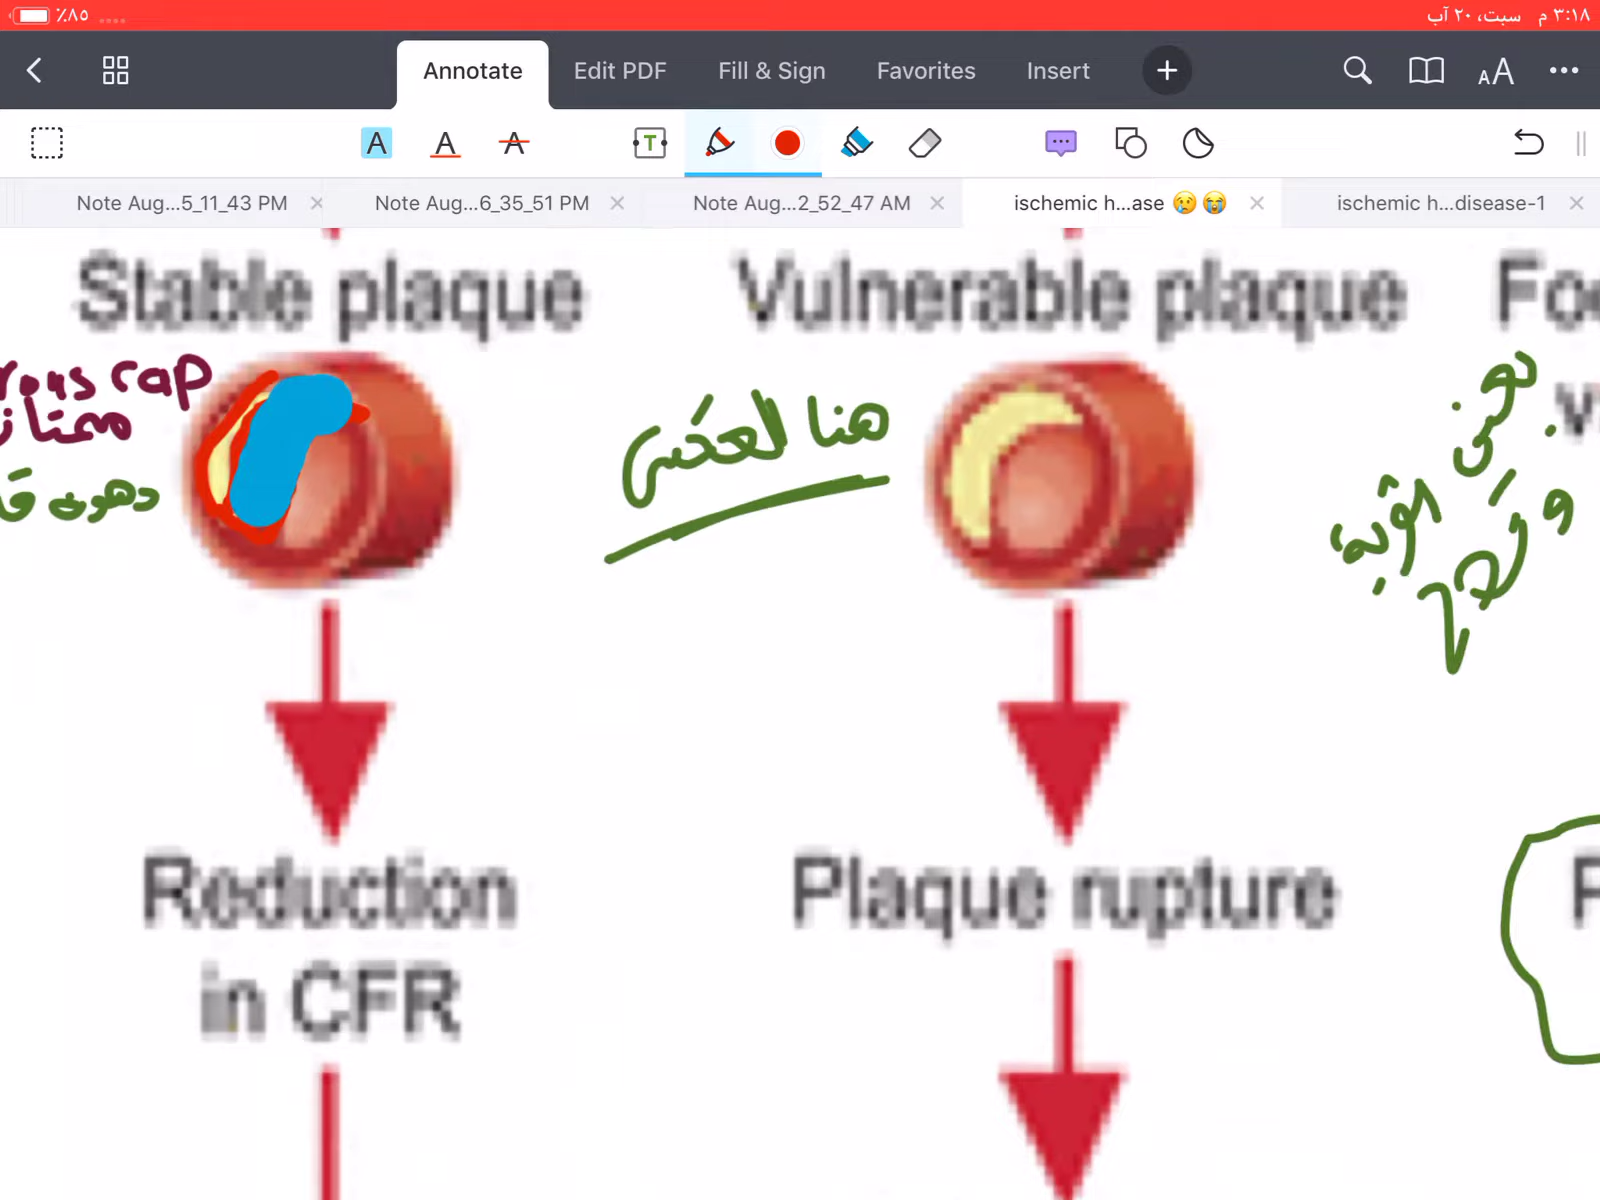 ٪٨٥
٣:١٨ م سبت، ٢٠ آب
Annotate
Edit PDF
Fill & Sign
Favorites
Insert
Note Aug...5_11_43 PM
Note Aug...6_35_51 PM
Note Aug...2_52_47 AM
ischemic h...ase 😢 😭
ischemic h...disease-1
Stable plaque
Vulnerable plaque
rous cap
دهون
هنا العكس
Reduction
in CFR
Plaque rupture